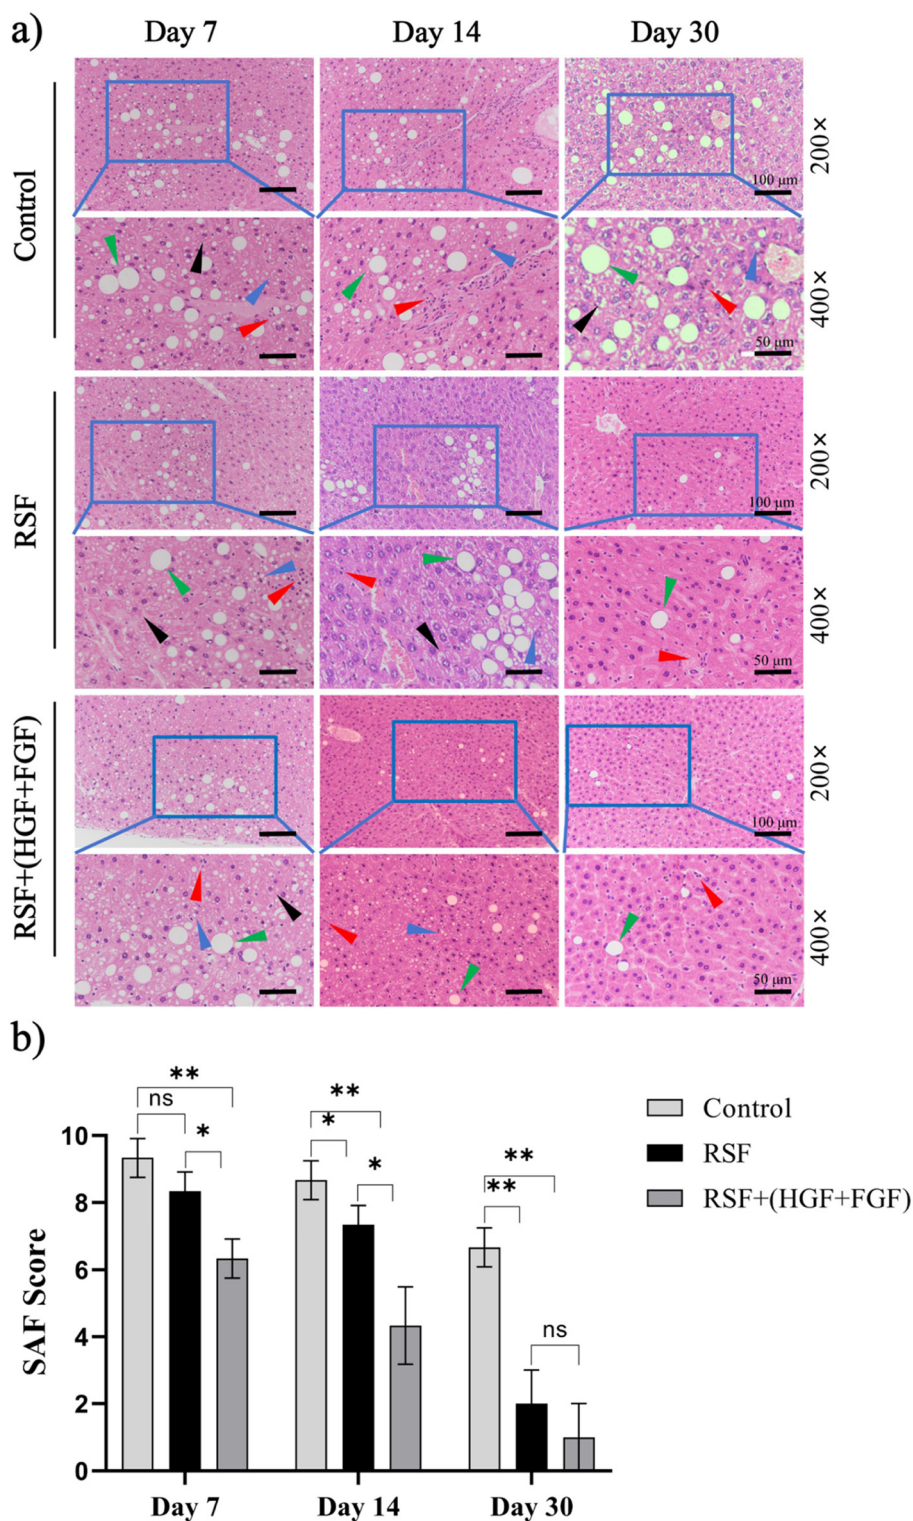 a)
Day 7 Day 14 Day 30
Control
200×
100 μm
400×
50 μm
RSF
200×
100 μm
400×
50 μm
RSF+(HGF+FGF)
200×
100 μm
400×
50 μm
b)
** ** **
ns * **
* * ns
Control
RSF
RSF+(HGF+FGF)
SAF Score
10
8
6
4
2
0
Day 7 Day 14 Day 30